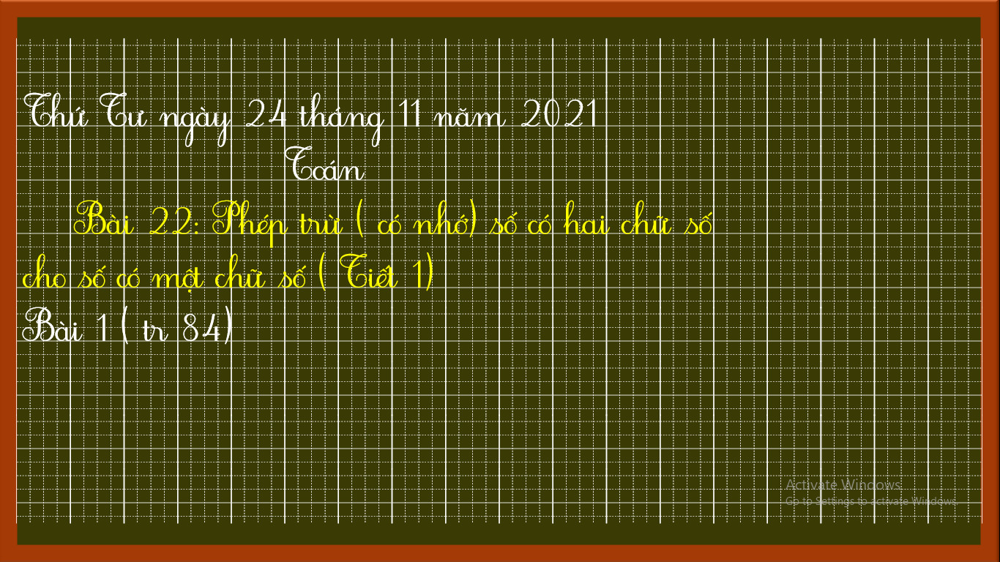 Thứ Tư ngày 24 tháng 11 năm 2021
Toán
Bài 22: Phép trừ ( có nhớ) số có hai chữ số
cho số có một chữ số ( Tiết 1)
Bài 1 ( tr 84)
Activate Windows
Go to Settings to activate Windows.